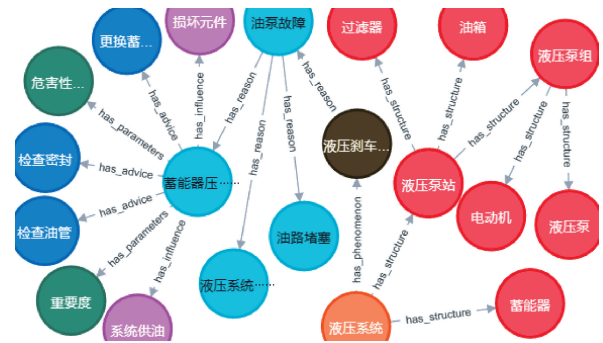 损坏元件
油泵故障
过滤器
油箱
更换蓄…
液压泵组
危害性…
has_advice
has_influence
has_reason
has_reason
has_structure
has_structure
has_structure
has_parameters
has_reason
has_reason
液压刹车…
has_structure
has_structure
检查密封
has_advice
蓄能器压……
液压泵站
has_advice
电动机
液压泵
检查油管
has_parameters
has_influence
油路堵塞
has_phenomenon
has_structure
液压系统……
重要度
系统供油
液压系统
has_structure
蓄能器